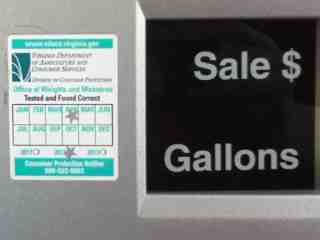 www.vdacs.virginia.gov
VIRGINIA DEPARTMENT
OF AGRICULTURE AND
CONSUMER SERVICES
DIVISION OF CONSUMER PROTECTION
Office of Weights and Measures
Tested and Found Correct
JAN FEB MAR MAY JUN
JUL AUG SEP OCT NOV DEC
Consumer Protection Hotline
Sale $
Gallons